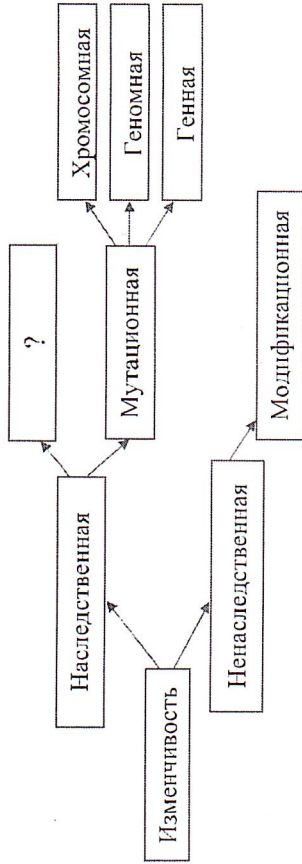 Изменчивость
Наследственная
Ненаследственная
?
Мутационная
Модификационная
Хромосомная
Геномная
Генная